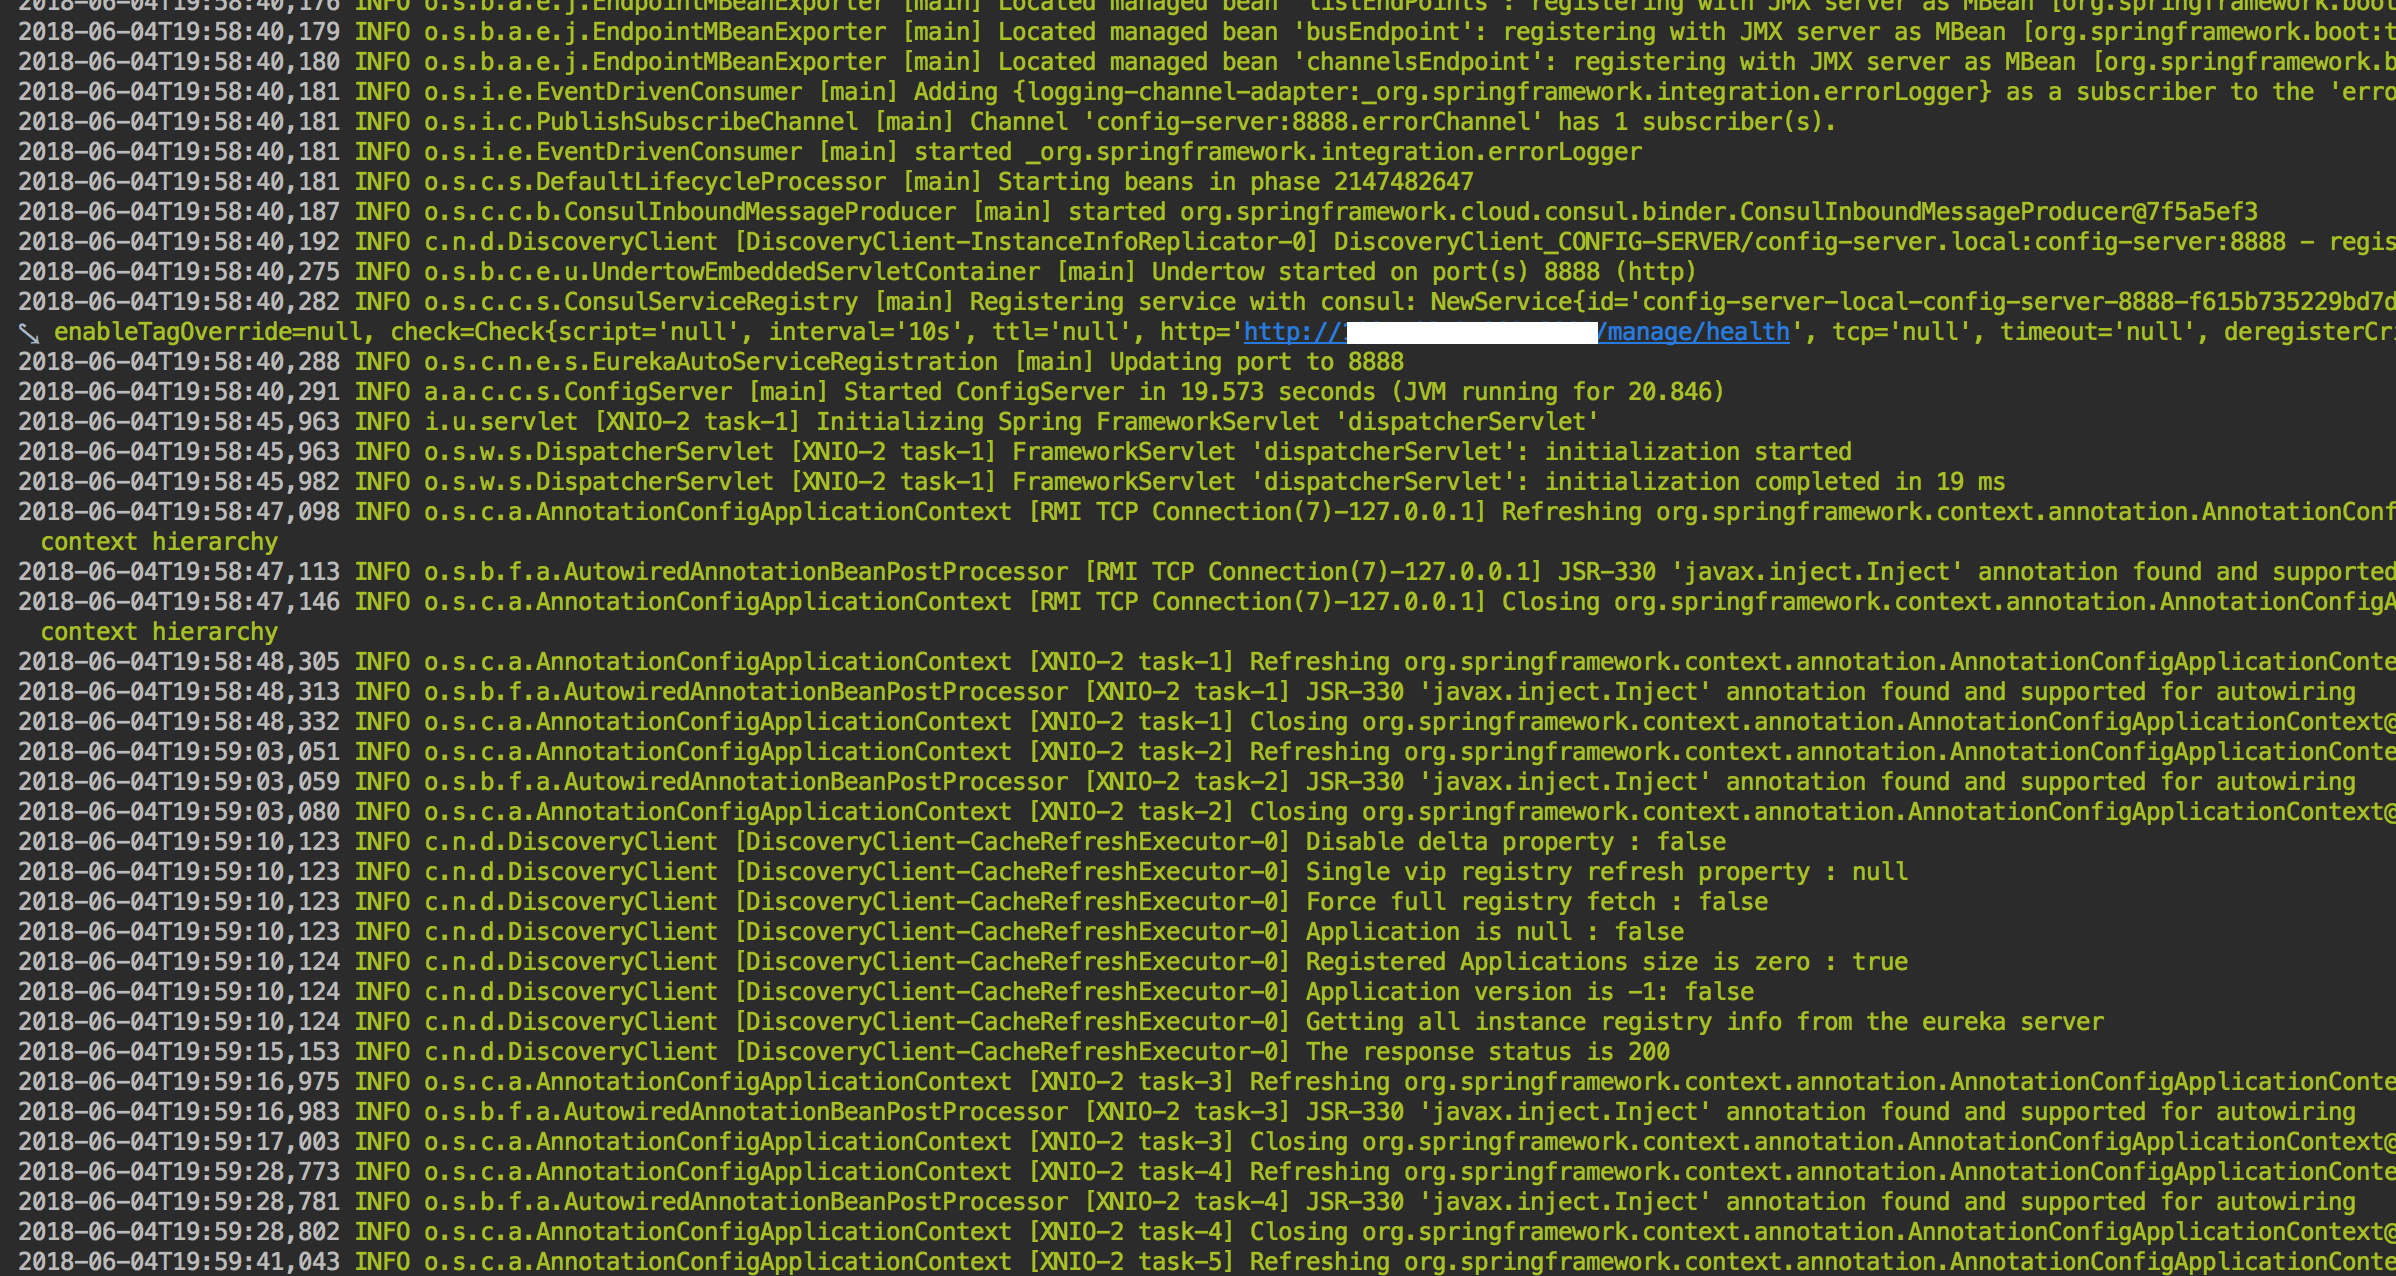 2018-06-04T19:58:40,176 INFO o.s.b.a.e.j.EndpointMBeanExporter [main] Located managed bean 'listEndPoints': registering with JMX server as MBean [org.springframework.boot
2018-06-04T19:58:40,179 INFO o.s.b.a.e.j.EndpointMBeanExporter [main] Located managed bean 'busEndpoint': registering with JMX server as MBean [org.springframework.boot:t
2018-06-04T19:58:40,180 INFO o.s.b.a.e.j.EndpointMBeanExporter [main] Located managed bean 'channelsEndpoint': registering with JMX server as MBean [org.springframework.b
2018-06-04T19:58:40,181 INFO o.s.i.e.EventDrivenConsumer [main] Adding {logging-channel-adapter:_org.springframework.integration.errorLogger} as a subscriber to the 'erro
2018-06-04T19:58:40,181 INFO o.s.i.c.PublishSubscribeChannel [main] Channel 'config-server:8888.errorChannel' has 1 subscriber(s).
2018-06-04T19:58:40,181 INFO o.s.i.e.EventDrivenConsumer [main] started _org.springframework.integration.errorLogger
2018-06-04T19:58:40,181 INFO o.s.c.s.DefaultLifecycleProcessor [main] Starting beans in phase 2147482647
2018-06-04T19:58:40,187 INFO o.s.c.c.b.ConsulInboundMessageProducer [main] started org.springframework.cloud.consul.binder.ConsulInboundMessageProducer@7f5a5ef3
2018-06-04T19:58:40,192 INFO c.n.d.DiscoveryClient [DiscoveryClient-InstanceInfoReplicator-0] DiscoveryClient_CONFIG-SERVER/config-server.local:config-server:8888 - regis
2018-06-04T19:58:40,275 INFO o.s.b.c.e.u.UndertowEmbeddedServletContainer [main] Undertow started on port(s) 8888 (http)
2018-06-04T19:58:40,282 INFO o.s.c.c.s.ConsulServiceRegistry [main] Registering service with consul: NewService{id='config-server-local-config-server-8888-f615b735229bd7d
enableTagOverride=null, check=Check{script='null', interval='10s', ttl='null', http='http:// /manage/health', tcp='null', timeout='null', deregisterCri
2018-06-04T19:58:40,288 INFO o.s.c.n.e.s.EurekaAutoServiceRegistration [main] Updating port to 8888
2018-06-04T19:58:40,291 INFO a.a.c.c.s.ConfigServer [main] Started ConfigServer in 19.573 seconds (JVM running for 20.846)
2018-06-04T19:58:45,963 INFO i.u.servlet [XNIO-2 task-1] Initializing Spring FrameworkServlet 'dispatcherServlet'
2018-06-04T19:58:45,963 INFO o.s.w.s.DispatcherServlet [XNIO-2 task-1] FrameworkServlet 'dispatcherServlet': initialization started
2018-06-04T19:58:45,982 INFO o.s.w.s.DispatcherServlet [XNIO-2 task-1] FrameworkServlet 'dispatcherServlet': initialization completed in 19 ms
2018-06-04T19:58:47,098 INFO o.s.c.a.AnnotationConfigApplicationContext [RMI TCP Connection(7)-127.0.0.1] Refreshing org.springframework.context.annotation.AnnotationConf
context hierarchy
2018-06-04T19:58:47,113 INFO o.s.b.f.a.AutowiredAnnotationBeanPostProcessor [RMI TCP Connection(7)-127.0.0.1] JSR-330 'javax.inject.Inject' annotation found and supported
2018-06-04T19:58:47,146 INFO o.s.c.a.AnnotationConfigApplicationContext [RMI TCP Connection(7)-127.0.0.1] Closing org.springframework.context.annotation.AnnotationConfigA
context hierarchy
2018-06-04T19:58:48,305 INFO o.s.c.a.AnnotationConfigApplicationContext [XNIO-2 task-1] Refreshing org.springframework.context.annotation.AnnotationConfigApplicationConte
2018-06-04T19:58:48,313 INFO o.s.b.f.a.AutowiredAnnotationBeanPostProcessor [XNIO-2 task-1] JSR-330 'javax.inject.Inject' annotation found and supported for autowiring
2018-06-04T19:58:48,332 INFO o.s.c.a.AnnotationConfigApplicationContext [XNIO-2 task-1] Closing org.springframework.context.annotation.AnnotationConfigApplicationContext@
2018-06-04T19:59:03,051 INFO o.s.c.a.AnnotationConfigApplicationContext [XNIO-2 task-2] Refreshing org.springframework.context.annotation.AnnotationConfigApplicationConte
2018-06-04T19:59:03,059 INFO o.s.b.f.a.AutowiredAnnotationBeanPostProcessor [XNIO-2 task-2] JSR-330 'javax.inject.Inject' annotation found and supported for autowiring
2018-06-04T19:59:03,080 INFO o.s.c.a.AnnotationConfigApplicationContext [XNIO-2 task-2] Closing org.springframework.context.annotation.AnnotationConfigApplicationContext@
2018-06-04T19:59:10,123 INFO c.n.d.DiscoveryClient [DiscoveryClient-CacheRefreshExecutor-0] Disable delta property : false
2018-06-04T19:59:10,123 INFO c.n.d.DiscoveryClient [DiscoveryClient-CacheRefreshExecutor-0] Single vip registry refresh property : null
2018-06-04T19:59:10,123 INFO c.n.d.DiscoveryClient [DiscoveryClient-CacheRefreshExecutor-0] Force full registry fetch : false
2018-06-04T19:59:10,123 INFO c.n.d.DiscoveryClient [DiscoveryClient-CacheRefreshExecutor-0] Application is null : false
2018-06-04T19:59:10,124 INFO c.n.d.DiscoveryClient [DiscoveryClient-CacheRefreshExecutor-0] Registered Applications size is zero : true
2018-06-04T19:59:10,124 INFO c.n.d.DiscoveryClient [DiscoveryClient-CacheRefreshExecutor-0] Application version is -1: false
2018-06-04T19:59:10,124 INFO c.n.d.DiscoveryClient [DiscoveryClient-CacheRefreshExecutor-0] Getting all instance registry info from the eureka server
2018-06-04T19:59:15,153 INFO c.n.d.DiscoveryClient [DiscoveryClient-CacheRefreshExecutor-0] The response status is 200
2018-06-04T19:59:16,975 INFO o.s.c.a.AnnotationConfigApplicationContext [XNIO-2 task-3] Refreshing org.springframework.context.annotation.AnnotationConfigApplicationConte
2018-06-04T19:59:16,983 INFO o.s.b.f.a.AutowiredAnnotationBeanPostProcessor [XNIO-2 task-3] JSR-330 'javax.inject.Inject' annotation found and supported for autowiring
2018-06-04T19:59:17,003 INFO o.s.c.a.AnnotationConfigApplicationContext [XNIO-2 task-3] Closing org.springframework.context.annotation.AnnotationConfigApplicationContext@
2018-06-04T19:59:28,773 INFO o.s.c.a.AnnotationConfigApplicationContext [XNIO-2 task-4] Refreshing org.springframework.context.annotation.AnnotationConfigApplicationConte
2018-06-04T19:59:28,781 INFO o.s.b.f.a.AutowiredAnnotationBeanPostProcessor [XNIO-2 task-4] JSR-330 'javax.inject.Inject' annotation found and supported for autowiring
2018-06-04T19:59:28,802 INFO o.s.c.a.AnnotationConfigApplicationContext [XNIO-2 task-4] Closing org.springframework.context.annotation.AnnotationConfigApplicationContext@
2018-06-04T19:59:41,043 INFO o.s.c.a.AnnotationConfigApplicationContext [XNIO-2 task-5] Refreshing org.springframework.context.annotation.AnnotationConfigApplicationConte